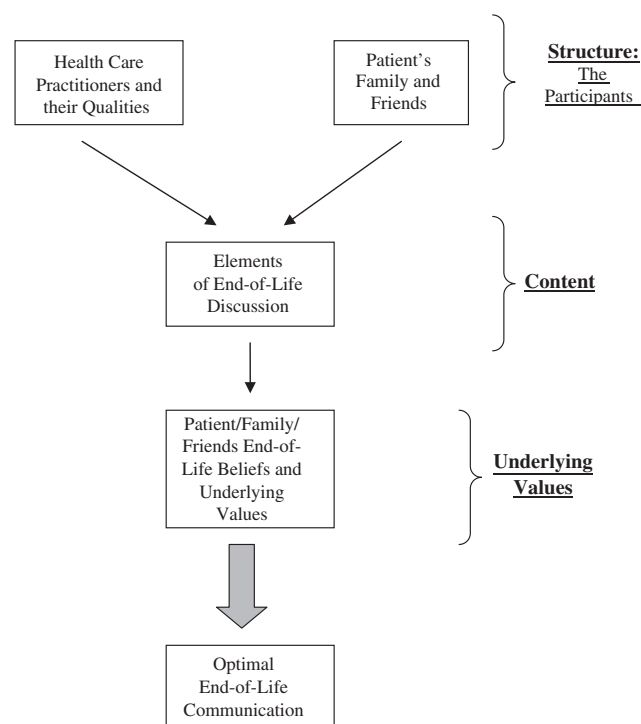 Health Care
Practitioners and
their Qualities
Patient’s
Family and
Friends
Structure:
The
Participants
Elements
of End-of-Life
Discussion
Content
Patient/Family/
Friends End-of-
Life Beliefs and
Underlying
Values
Underlying
Values
Optimal
End-of-Life
Communication